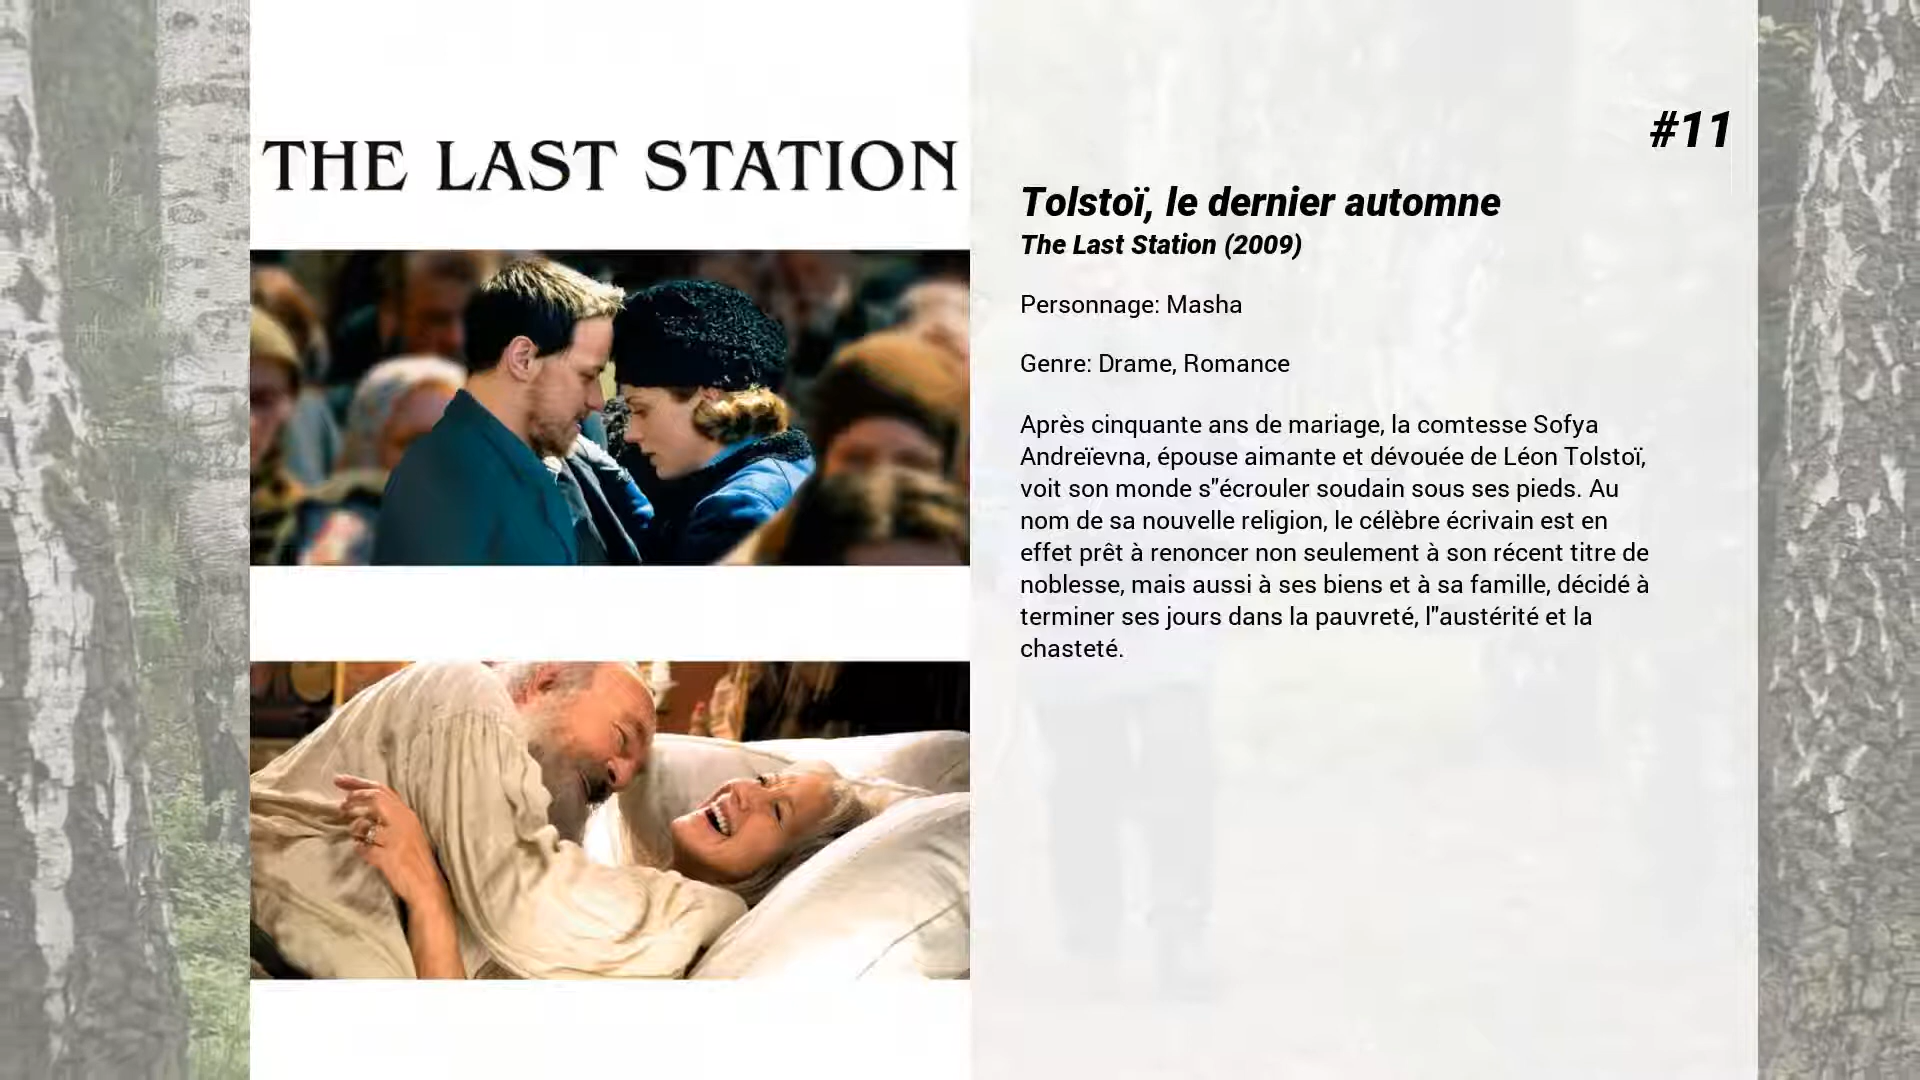 THE LAST STATION
#11
Tolstoï, le dernier automne
The Last Station (2009)
Personnage: Masha
Genre: Drame, Romance
Après cinquante ans de mariage, la comtesse Sofya
Andreïevna, épouse aimante et dévouée de Léon Tolstoï,
voit son monde s"écrouler soudain sous ses pieds. Au
nom de sa nouvelle religion, le célèbre écrivain est en
effet prêt à renoncer non seulement à son récent titre de
noblesse, mais aussi à ses biens et à sa famille, décidé à
terminer ses jours dans la pauvreté, l"austérité et la
chasteté.